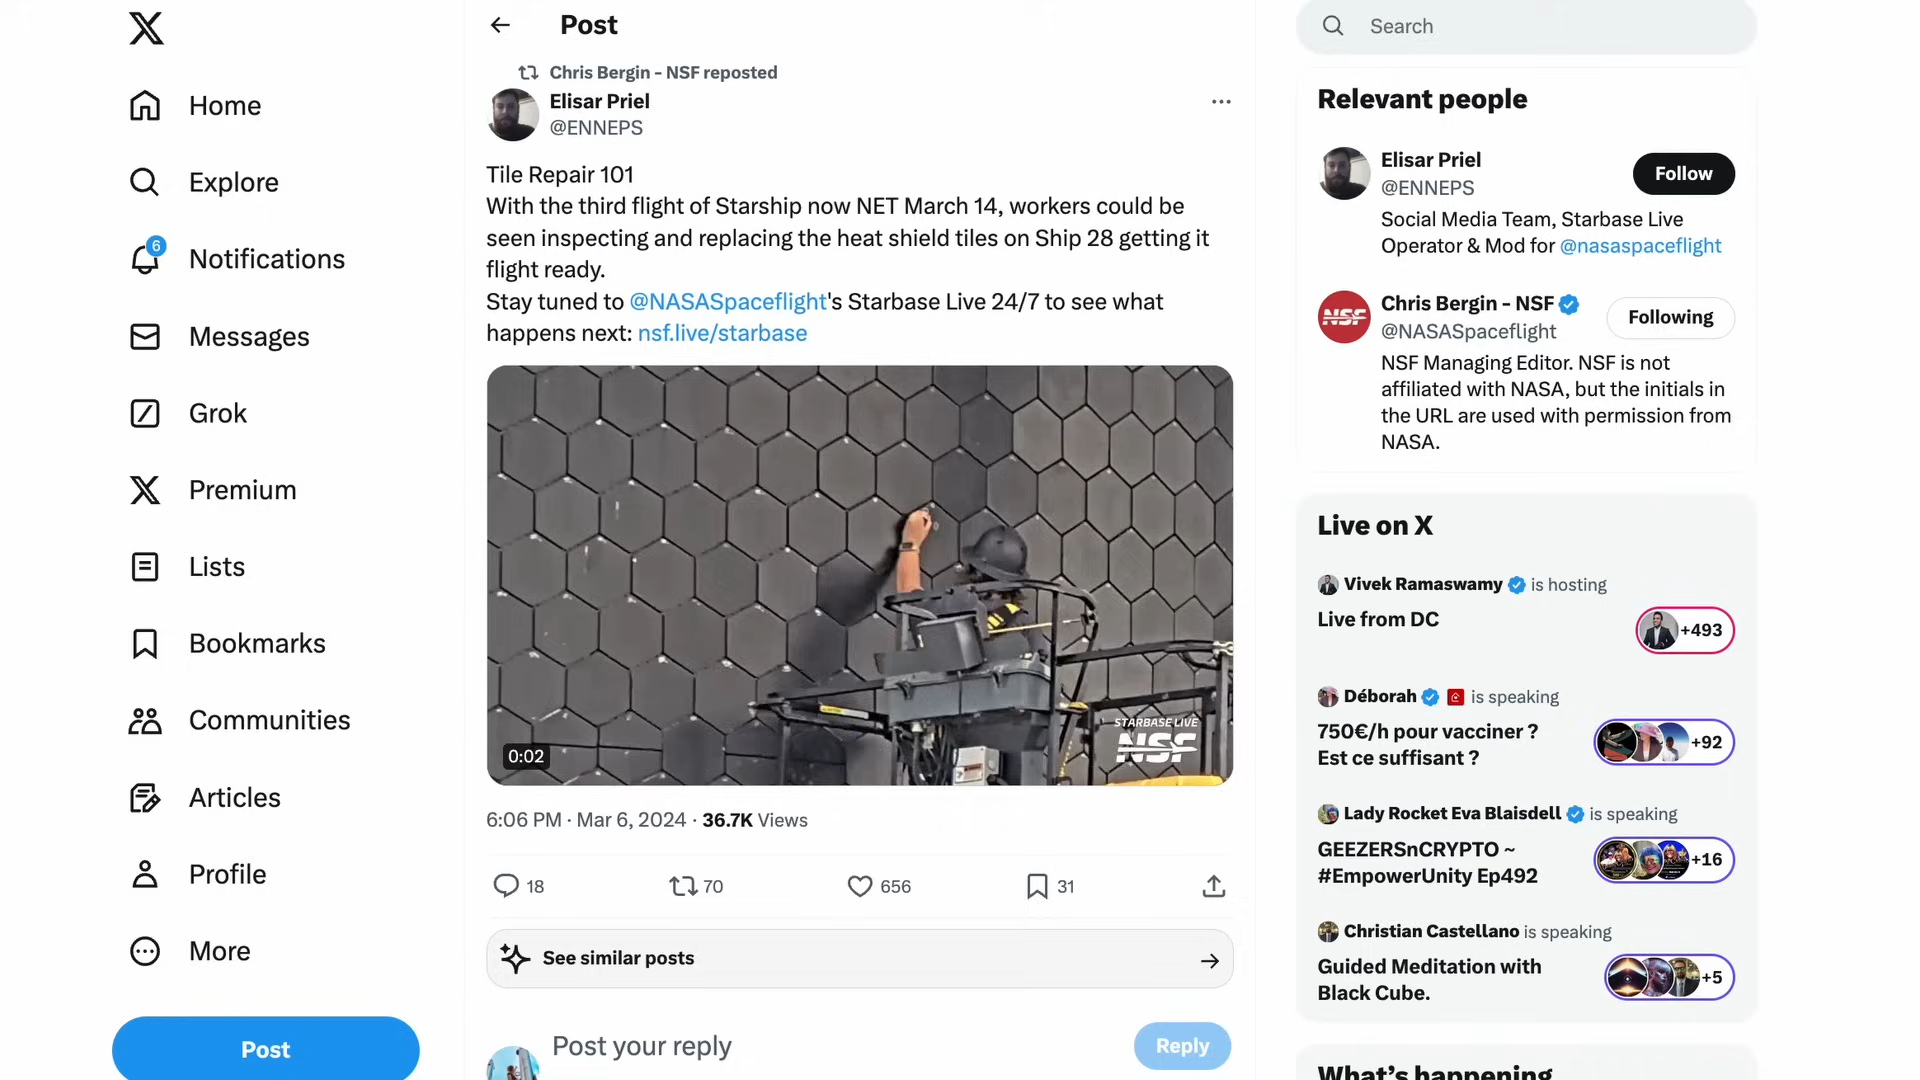 Home
Explore
6
Notifications
Messages
Grok
Premium
Lists
Bookmarks
Communities
Articles
Profile
More
Post
Post
Chris Bergin - NSF reposted
Elisar Priel
@ENNEPS
Tile Repair 101
With the third flight of Starship now NET March 14, workers could be
seen inspecting and replacing the heat shield tiles on Ship 28 getting it
flight ready.
Stay tuned to @NASASpaceflight's Starbase Live 24/7 to see what
happens next: nsf.live/starbase
STARBASE LIVE
NSF
0:02
6:06 PM · Mar 6, 2024 · 36.7K Views
18 70 656 31
See similar posts
Post your reply
Reply
Search
Relevant people
Elisar Priel
@ENNEPS
Follow
Social Media Team, Starbase Live
Operator & Mod for @nasaspaceflight
NSF
Chris Bergin - NSF
@NASASpaceflight
Following
NSF Managing Editor. NSF is not
affiliated with NASA, but the initials in
the URL are used with permission from
NASA.
Live on X
Vivek Ramaswamy is hosting
Live from DC
+493
Déborah is speaking
750€/h pour vacciner ?
Est ce suffisant ?
+92
Lady Rocket Eva Blaisdell is speaking
GEEZERSnCRYPTO ~
#EmpowerUnity Ep492
+16
Christian Castellano is speaking
Guided Meditation with
Black Cube.
+5
What's happening